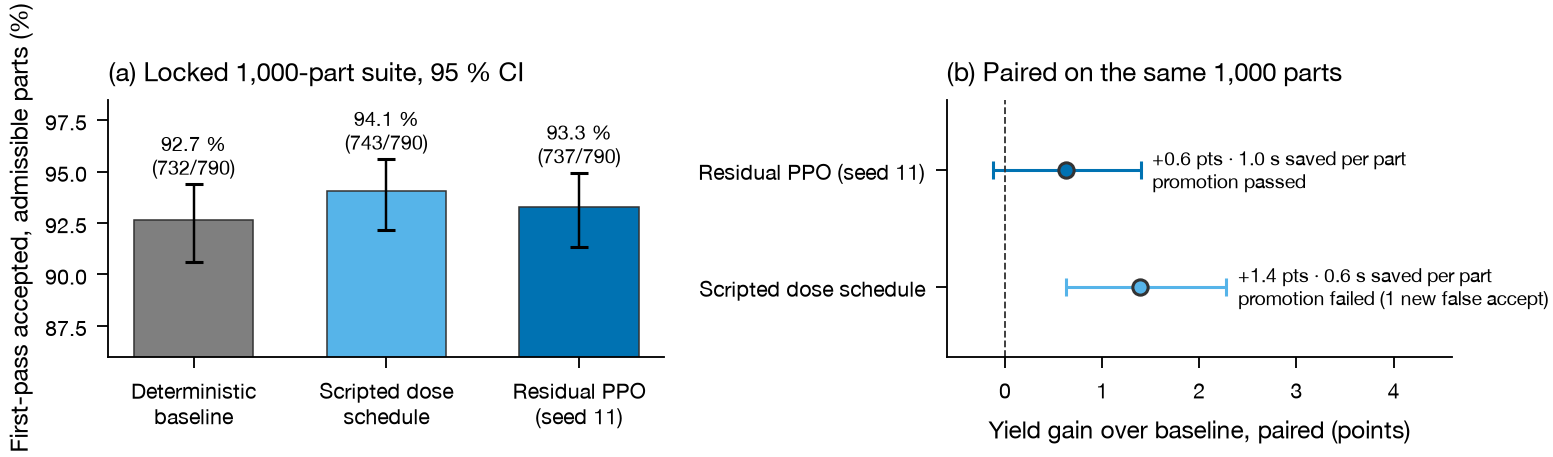 (a) Locked 1,000-part suite, 95 % CI
First-pass accepted, admissible parts (%)
97.5
95.0
92.5
90.0
87.5
92.7 %
(732/790)
94.1 %
(743/790)
93.3 %
(737/790)
Deterministic
baseline
Scripted dose
schedule
Residual PPO
(seed 11)
(b) Paired on the same 1,000 parts
Residual PPO (seed 11)
+0.6 pts · 1.0 s saved per part
promotion passed
Scripted dose schedule
+1.4 pts · 0.6 s saved per part
promotion failed (1 new false accept)
0
1
2
3
4
Yield gain over baseline, paired (points)